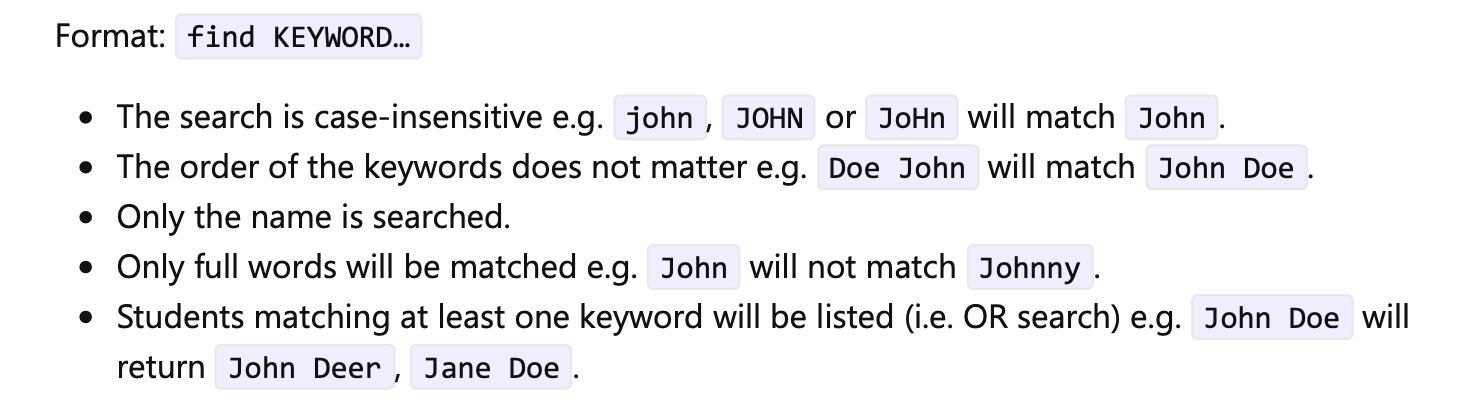 Format: find KEYWORD…
• The search is case-insensitive e.g. john, JOHN or JoHn will match John.
• The order of the keywords does not matter e.g. Doe John will match John Doe.
• Only the name is searched.
• Only full words will be matched e.g. John will not match Johnny.
• Students matching at least one keyword will be listed (i.e. OR search) e.g. John Doe will
return John Deer, Jane Doe.